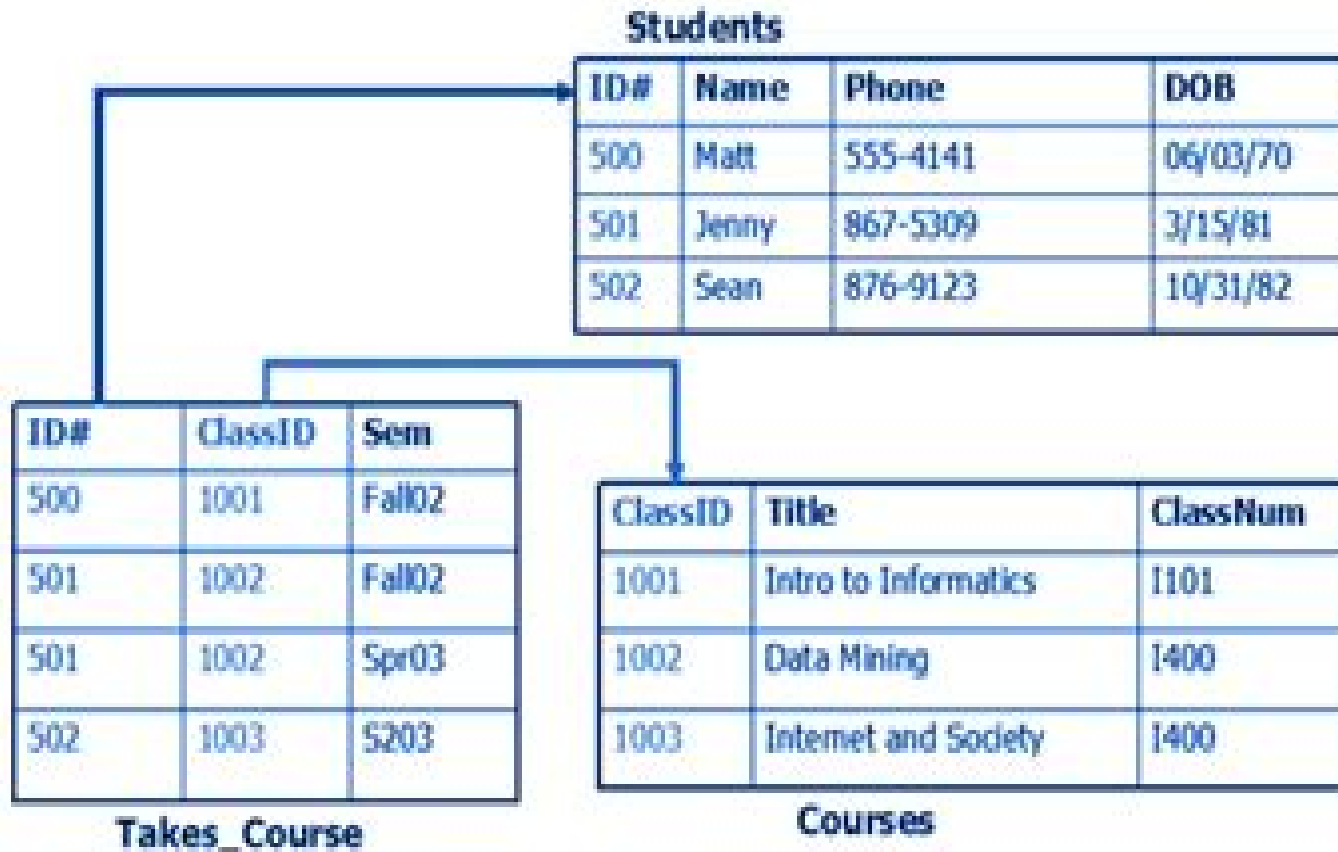 Students
ID# Name Phone DOB
500 Matt 555-4141 06/03/70
501 Jenny 867-5309 3/15/81
502 Sean 876-9123 10/31/82
ID# ClassID Sem
500 1001 Fall02
501 1002 Fall02
501 1002 Spr03
502 1003 S203
Takes_Course
ClassID Title ClassNum
1001 Intro to Informatics I101
1002 Data Mining I400
1003 Internet and Society I400
Courses